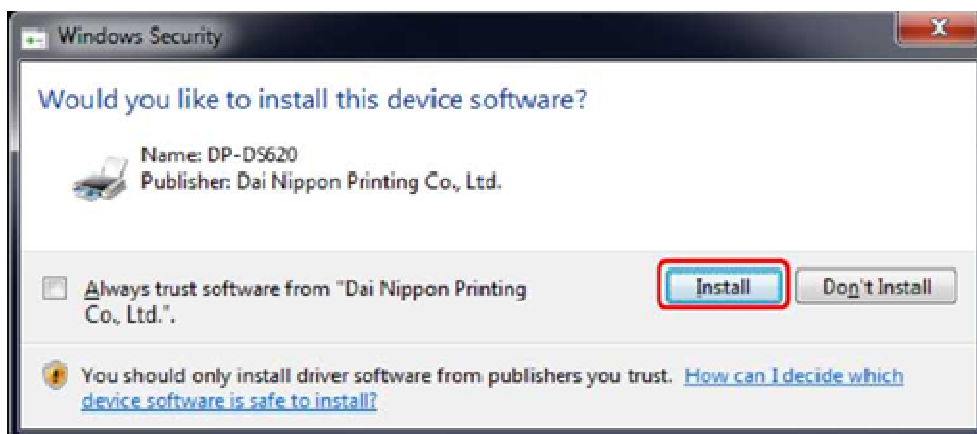 Windows Security
Would you like to install this device software?
Name: DP-DS620
Publisher: Dai Nippon Printing Co., Ltd.
Always trust software from "Dai Nippon Printing
Co., Ltd.".
Install
Don't Install
You should only install driver software from publishers you trust. How can I decide which
device software is safe to install?